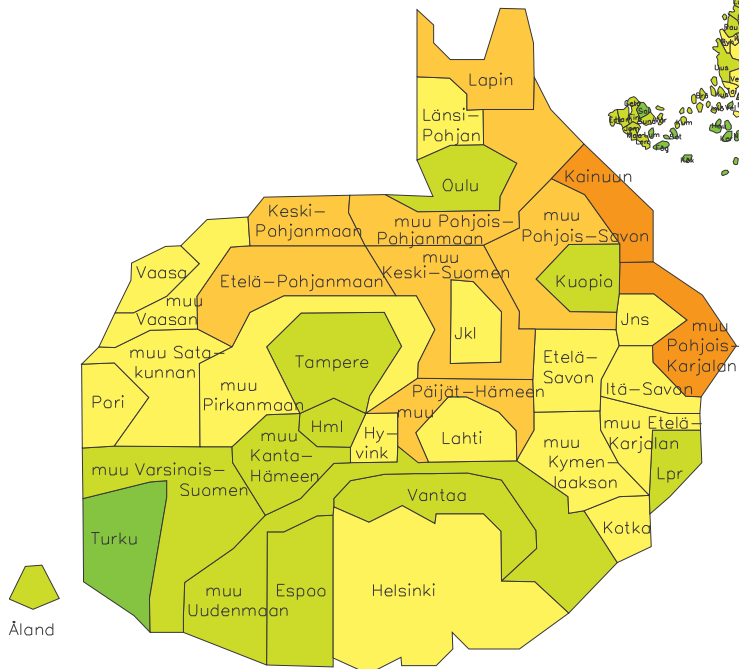 Lapin
Länsi–
Pohjan
Oulu
Kainuun
Keski–
Pohjanmaan
muu Pohjois–
Pohjanmaan
muu
Pohjois–Savon
muu
Keski–Suomen
Vaasa
Etelä–Pohjanmaan
Kuopio
muu
Vaasan
Jns
muu
Pohjois–
Karjalan
Jkl
muu Sata–
kunnan
Tampere
Etelä–
Savon
Itä–Savon
muu
Pirkanmaan
Päijät–Hämeen
muu
Pori
Hml
Hy–
vink
Lahti
muu Etelä–
Karjalan
muu
Kanta–
Hämeen
muu
Kymen–
laakson
Lpr
muu Varsinais–
Suomen
Vantaa
Kotka
Turku
muu
Uudenmaan
Espoo
Helsinki
Åland